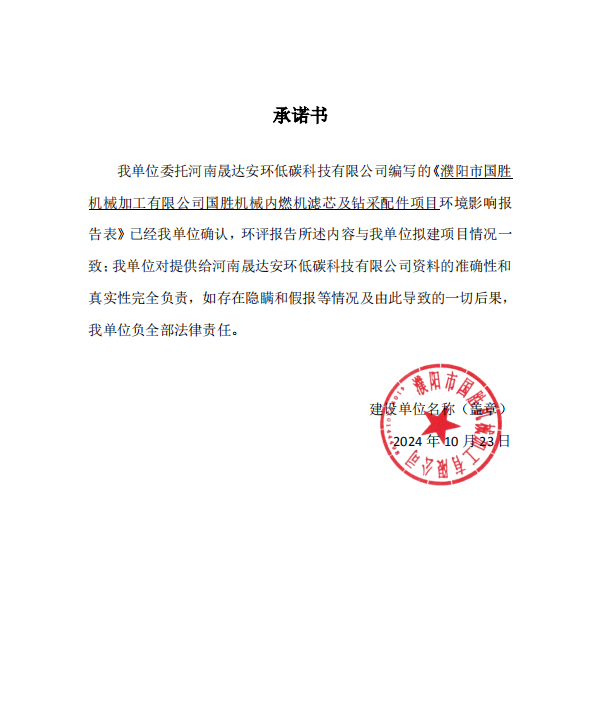 承诺书
我单位委托河南晟达安环低碳科技有限公司编写的《濮阳市国胜
机械加工有限公司国胜机械内燃机滤芯及钻采配件项目环境影响报
告表》已经我单位确认，环评报告所述内容与我单位拟建项目情况一
致；我单位对提供给河南晟达安环低碳科技有限公司资料的准确性和
真实性完全负责，如存在隐瞒和假报等情况及由此导致的一切后果，
我单位负全部法律责任。
建设单位名称（盖章）
2024 年 10 月 23 日
濮阳市国胜机械加工有限公司